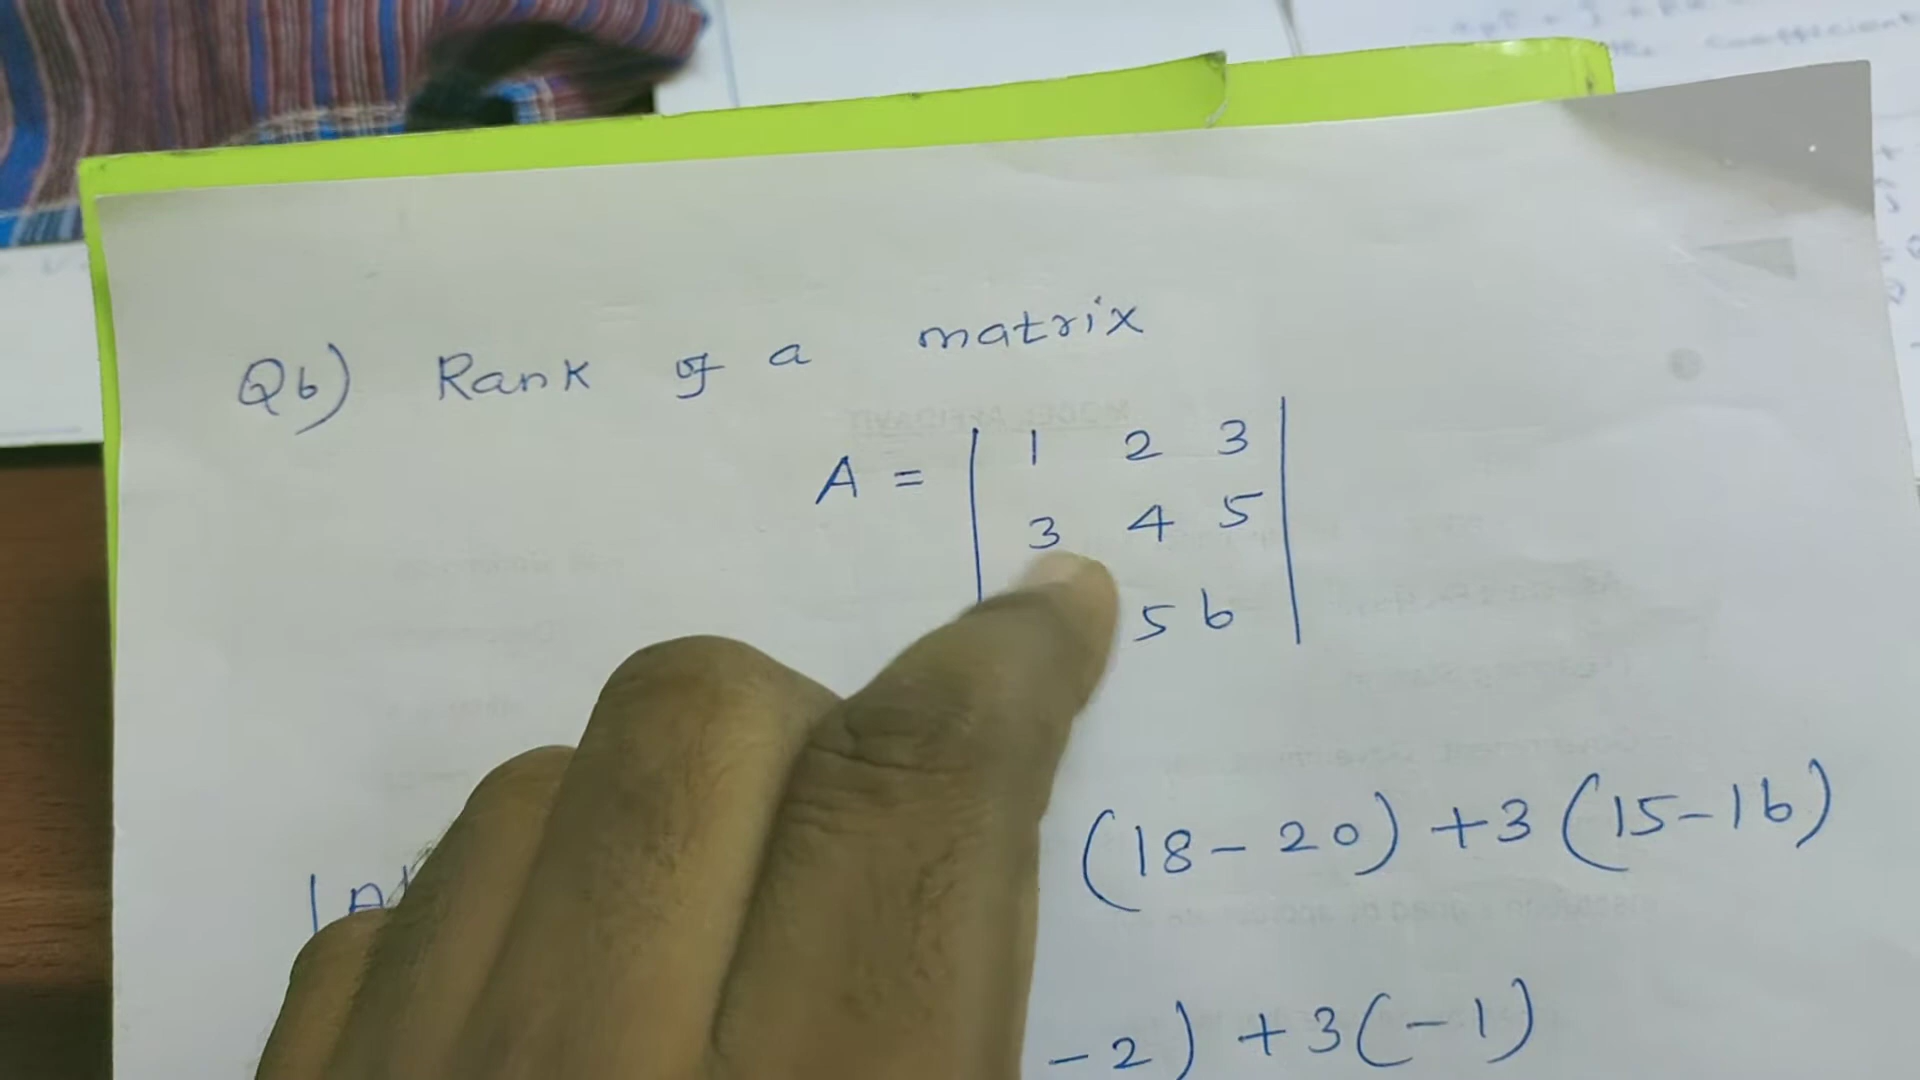 Q6) Rank of a matrix
A = | 1 2 3 |
| 3 4 5 |
5 6 |
|A| (18-20) +3 (15-16)
-2) +3(-1)
coefficient